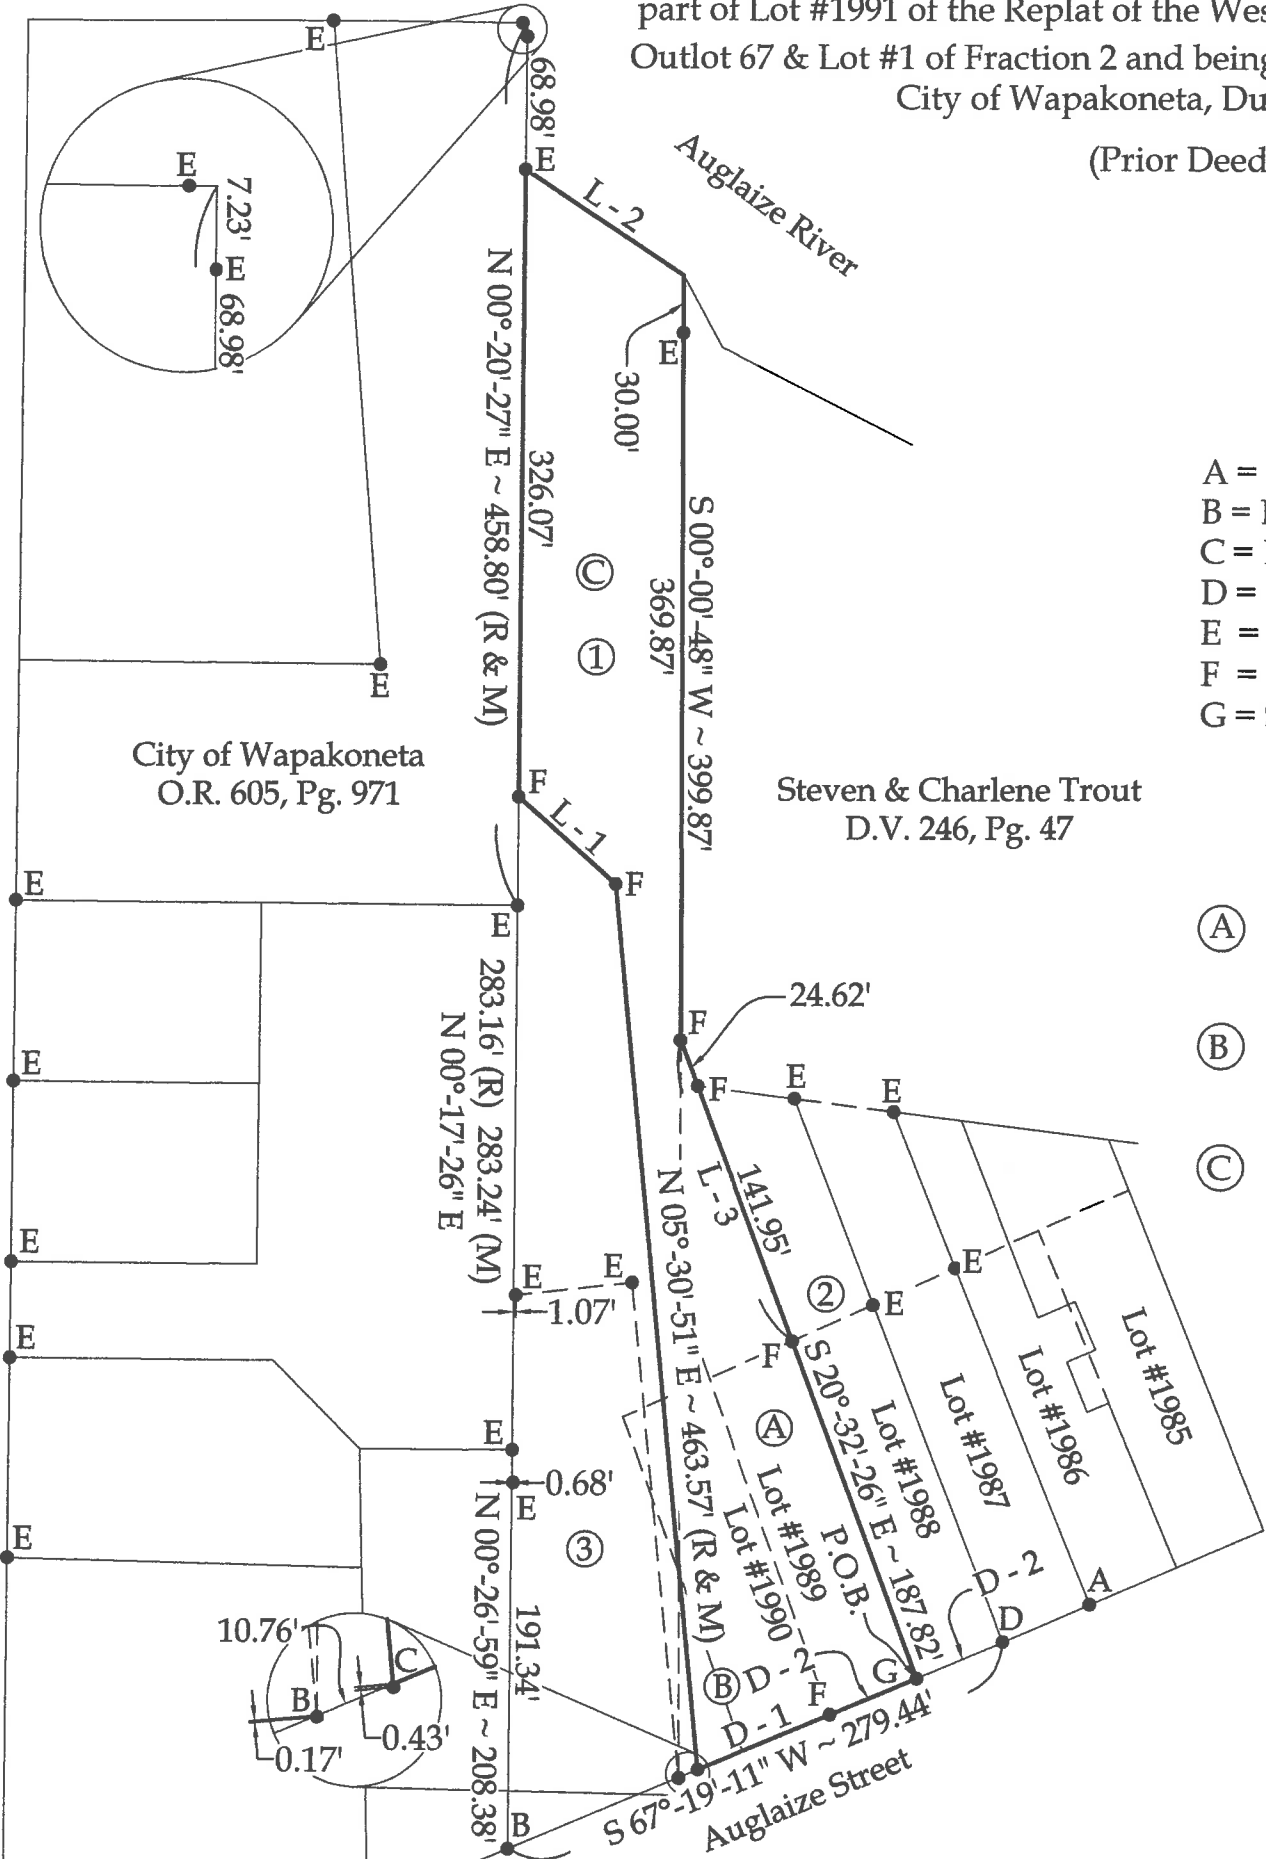 part of Lot #1991 of the Replat of the Wes
Outlot 67 & Lot #1 of Fraction 2 and being
City of Wapakoneta, Du
(Prior Deed
E
68.98'
E
E
7.23'
E
68.98'
L - 2
Auglaize River
N 00°-20'-27" E ~ 458.80' (R & M)
326.07'
30.00'
E
S 00°-00'-48" W ~ 399.87'
369.87'
C
1
A =
B =
C =
D =
E =
F =
G =
E
City of Wapakoneta
O.R. 605, Pg. 971
F
L - 1
F
Steven & Charlene Trout
D.V. 246, Pg. 47
E
E
A
B
C
283.16' (R) 283.24' (M)
N 00°-17'-26" E
24.62'
F
F
E
E
E
L - 3
141.95'
N 05°-30'-51" E ~ 463.57' (R & M)
E
E
E
1.07'
2
E
E
F
S 20°-32'-26" E ~ 187.82'
Lot #1985
Lot #1986
Lot #1987
Lot #1988
A
Lot #1989
Lot #1990
P.O.B.
E
E
0.68'
E
E
3
N 00°-26'-59" E ~ 208.38'
191.34'
10.76'
C
B
0.43'
0.17'
B
D - 2
D - 1
F
G
D - 2
D
A
S 67°-19'-11" W ~ 279.44'
Auglaize Street
B